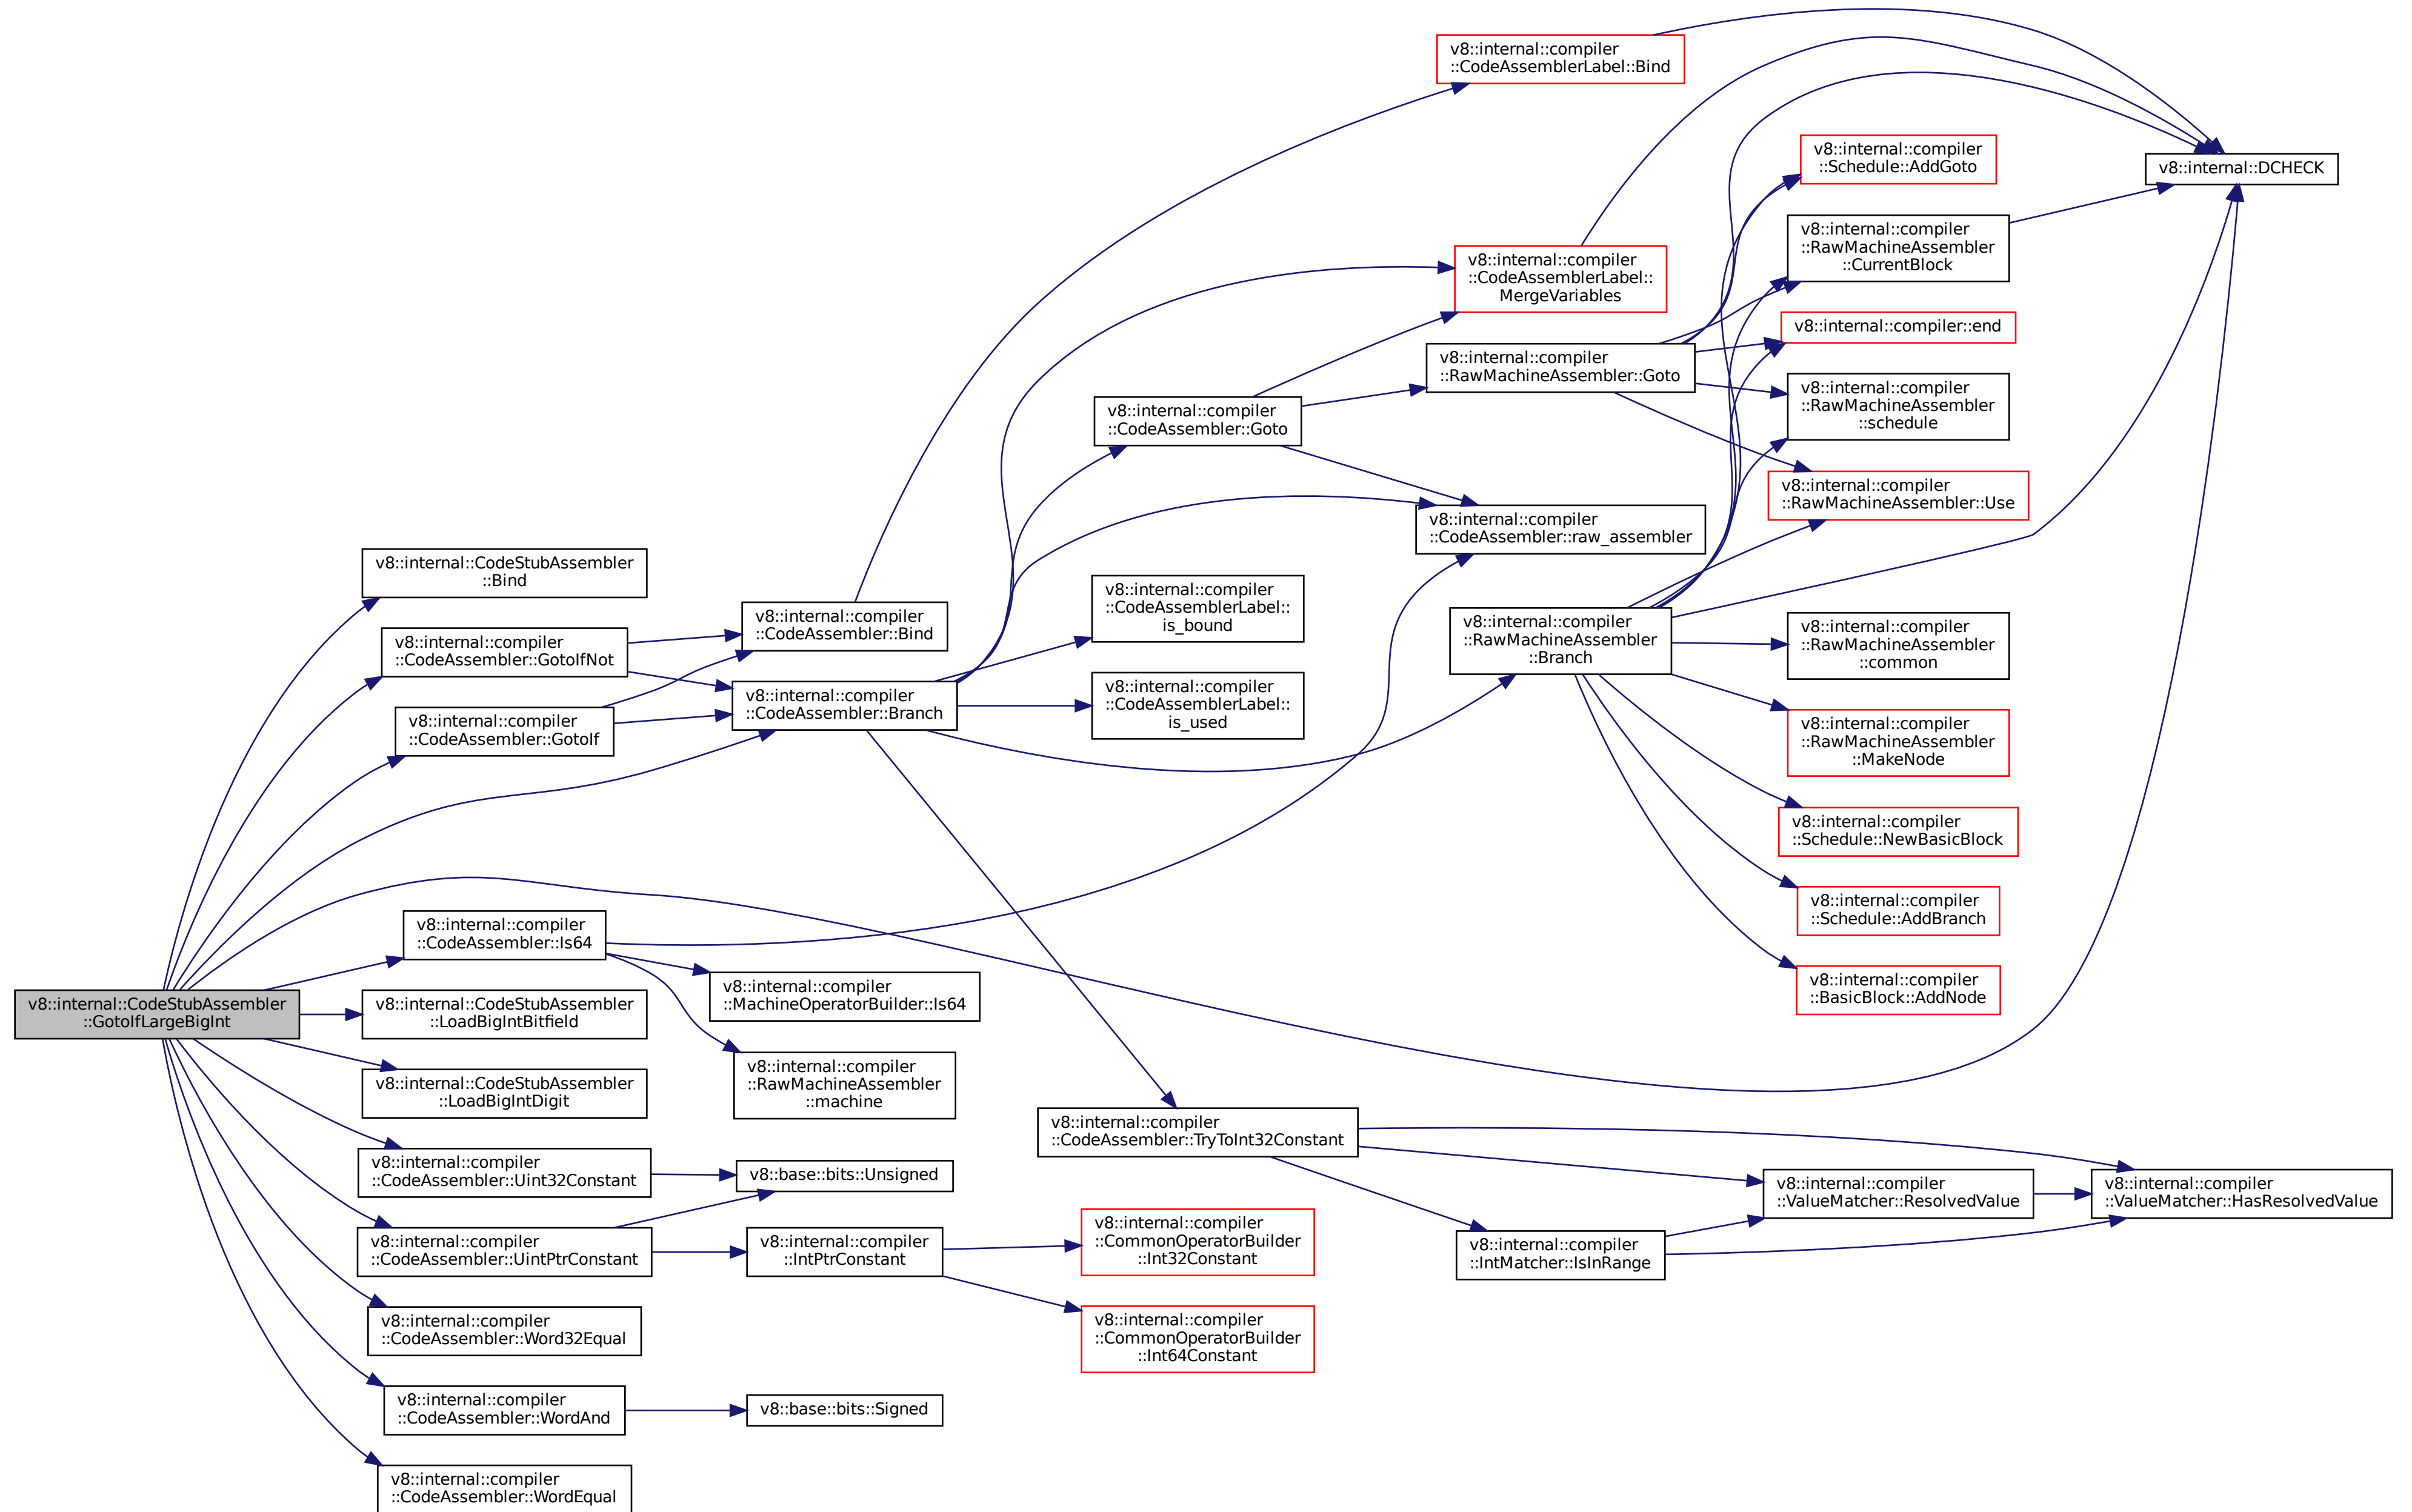 v8::internal::CodeStubAssembler
::GotoIfLargeBigInt
v8::internal::CodeStubAssembler
::Bind
v8::internal::compiler
::CodeAssembler::GotoIfNot
v8::internal::compiler
::CodeAssembler::GotoIf
v8::internal::compiler
::CodeAssembler::Is64
v8::internal::CodeStubAssembler
::LoadBigIntBitfield
v8::internal::CodeStubAssembler
::LoadBigIntDigit
v8::internal::compiler
::CodeAssembler::Uint32Constant
v8::internal::compiler
::CodeAssembler::UintPtrConstant
v8::internal::compiler
::CodeAssembler::Word32Equal
v8::internal::compiler
::CodeAssembler::WordAnd
v8::internal::compiler
::CodeAssembler::WordEqual
v8::internal::compiler
::CodeAssembler::Bind
v8::internal::compiler
::CodeAssembler::Branch
v8::internal::compiler
::MachineOperatorBuilder::Is64
v8::internal::compiler
::RawMachineAssembler
::machine
v8::base::bits::Unsigned
v8::internal::compiler
::IntPtrConstant
v8::base::bits::Signed
v8::internal::compiler
::CodeAssembler::Goto
v8::internal::compiler
::CodeAssemblerLabel::
is_bound
v8::internal::compiler
::CodeAssemblerLabel::
is_used
v8::internal::compiler
::CodeAssembler::TryToInt32Constant
v8::internal::compiler
::CommonOperatorBuilder
::Int32Constant
v8::internal::compiler
::CommonOperatorBuilder
::Int64Constant
v8::internal::compiler
::CodeAssemblerLabel::Bind
v8::internal::compiler
::CodeAssemblerLabel::
MergeVariables
v8::internal::compiler
::RawMachineAssembler::Goto
v8::internal::compiler
::CodeAssembler::raw_assembler
v8::internal::compiler
::RawMachineAssembler
::Branch
v8::internal::compiler
::IntMatcher::IsInRange
v8::internal::compiler
::Schedule::AddGoto
v8::internal::compiler
::RawMachineAssembler
::CurrentBlock
v8::internal::compiler::end
v8::internal::compiler
::RawMachineAssembler
::schedule
v8::internal::compiler
::RawMachineAssembler::Use
v8::internal::compiler
::RawMachineAssembler
::common
v8::internal::compiler
::RawMachineAssembler
::MakeNode
v8::internal::compiler
::Schedule::NewBasicBlock
v8::internal::compiler
::Schedule::AddBranch
v8::internal::compiler
::BasicBlock::AddNode
v8::internal::compiler
::ValueMatcher::ResolvedValue
v8::internal::DCHECK
v8::internal::compiler
::ValueMatcher::HasResolvedValue